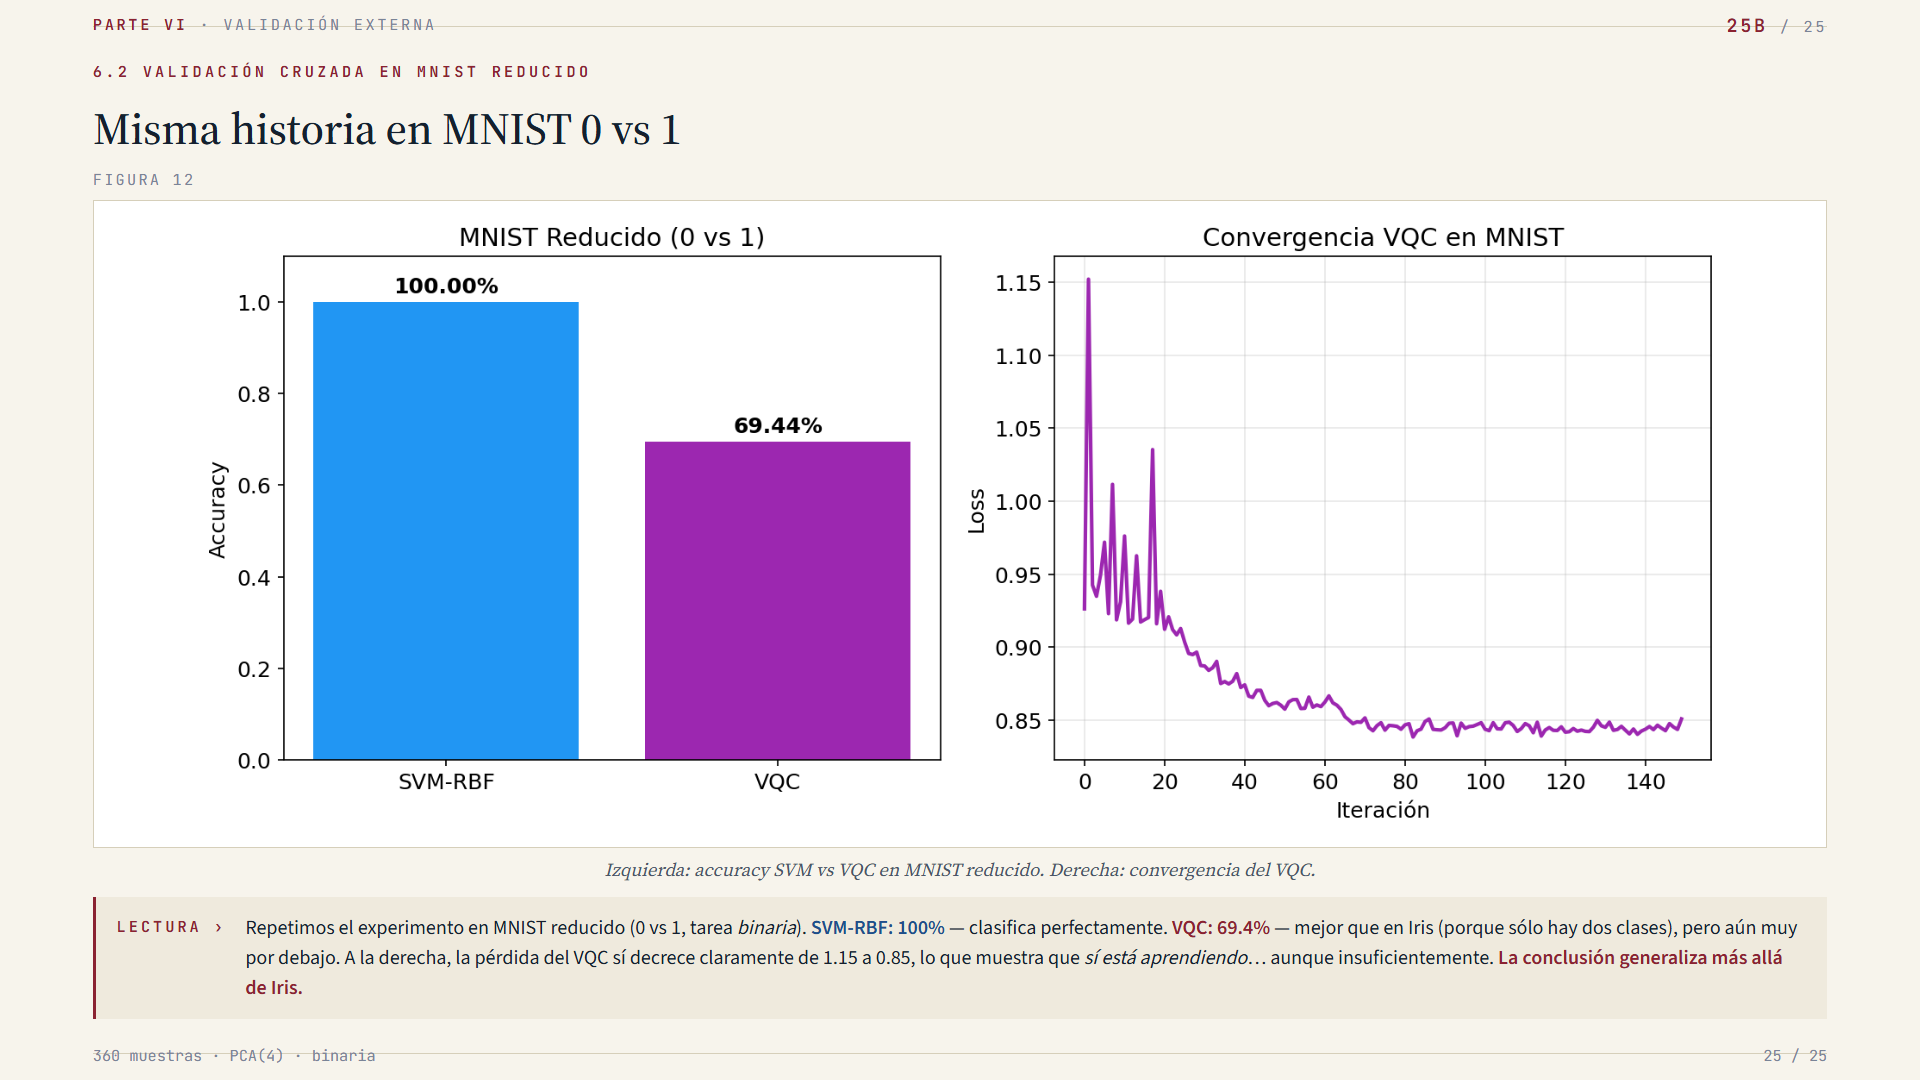 PARTE VI · VALIDACIÓN EXTERNA
25B / 25
6.2 VALIDACIÓN CRUZADA EN MNIST REDUCIDO
Misma historia en MNIST 0 vs 1
FIGURA 12
MNIST Reducido (0 vs 1)
100.00%
69.44%
1.0
0.8
0.6
0.4
0.2
0.0
Accuracy
SVM-RBF
VQC
Convergencia VQC en MNIST
1.15
1.10
1.05
1.00
0.95
0.90
0.85
Loss
0 20 40 60 80 100 120 140
Iteración
Izquierda: accuracy SVM vs VQC en MNIST reducido. Derecha: convergencia del VQC.
LECTURA ›
Repetimos el experimento en MNIST reducido (0 vs 1, tarea binaria). SVM-RBF: 100% — clasifica perfectamente. VQC: 69.4% — mejor que en Iris (porque sólo hay dos clases), pero aún muy
por debajo. A la derecha, la pérdida del VQC sí decrece claramente de 1.15 a 0.85, lo que muestra que sí está aprendiendo… aunque insuficientemente. La conclusión generaliza más allá
de Iris.
360 muestras · PCA(4) · binaria
25 / 25